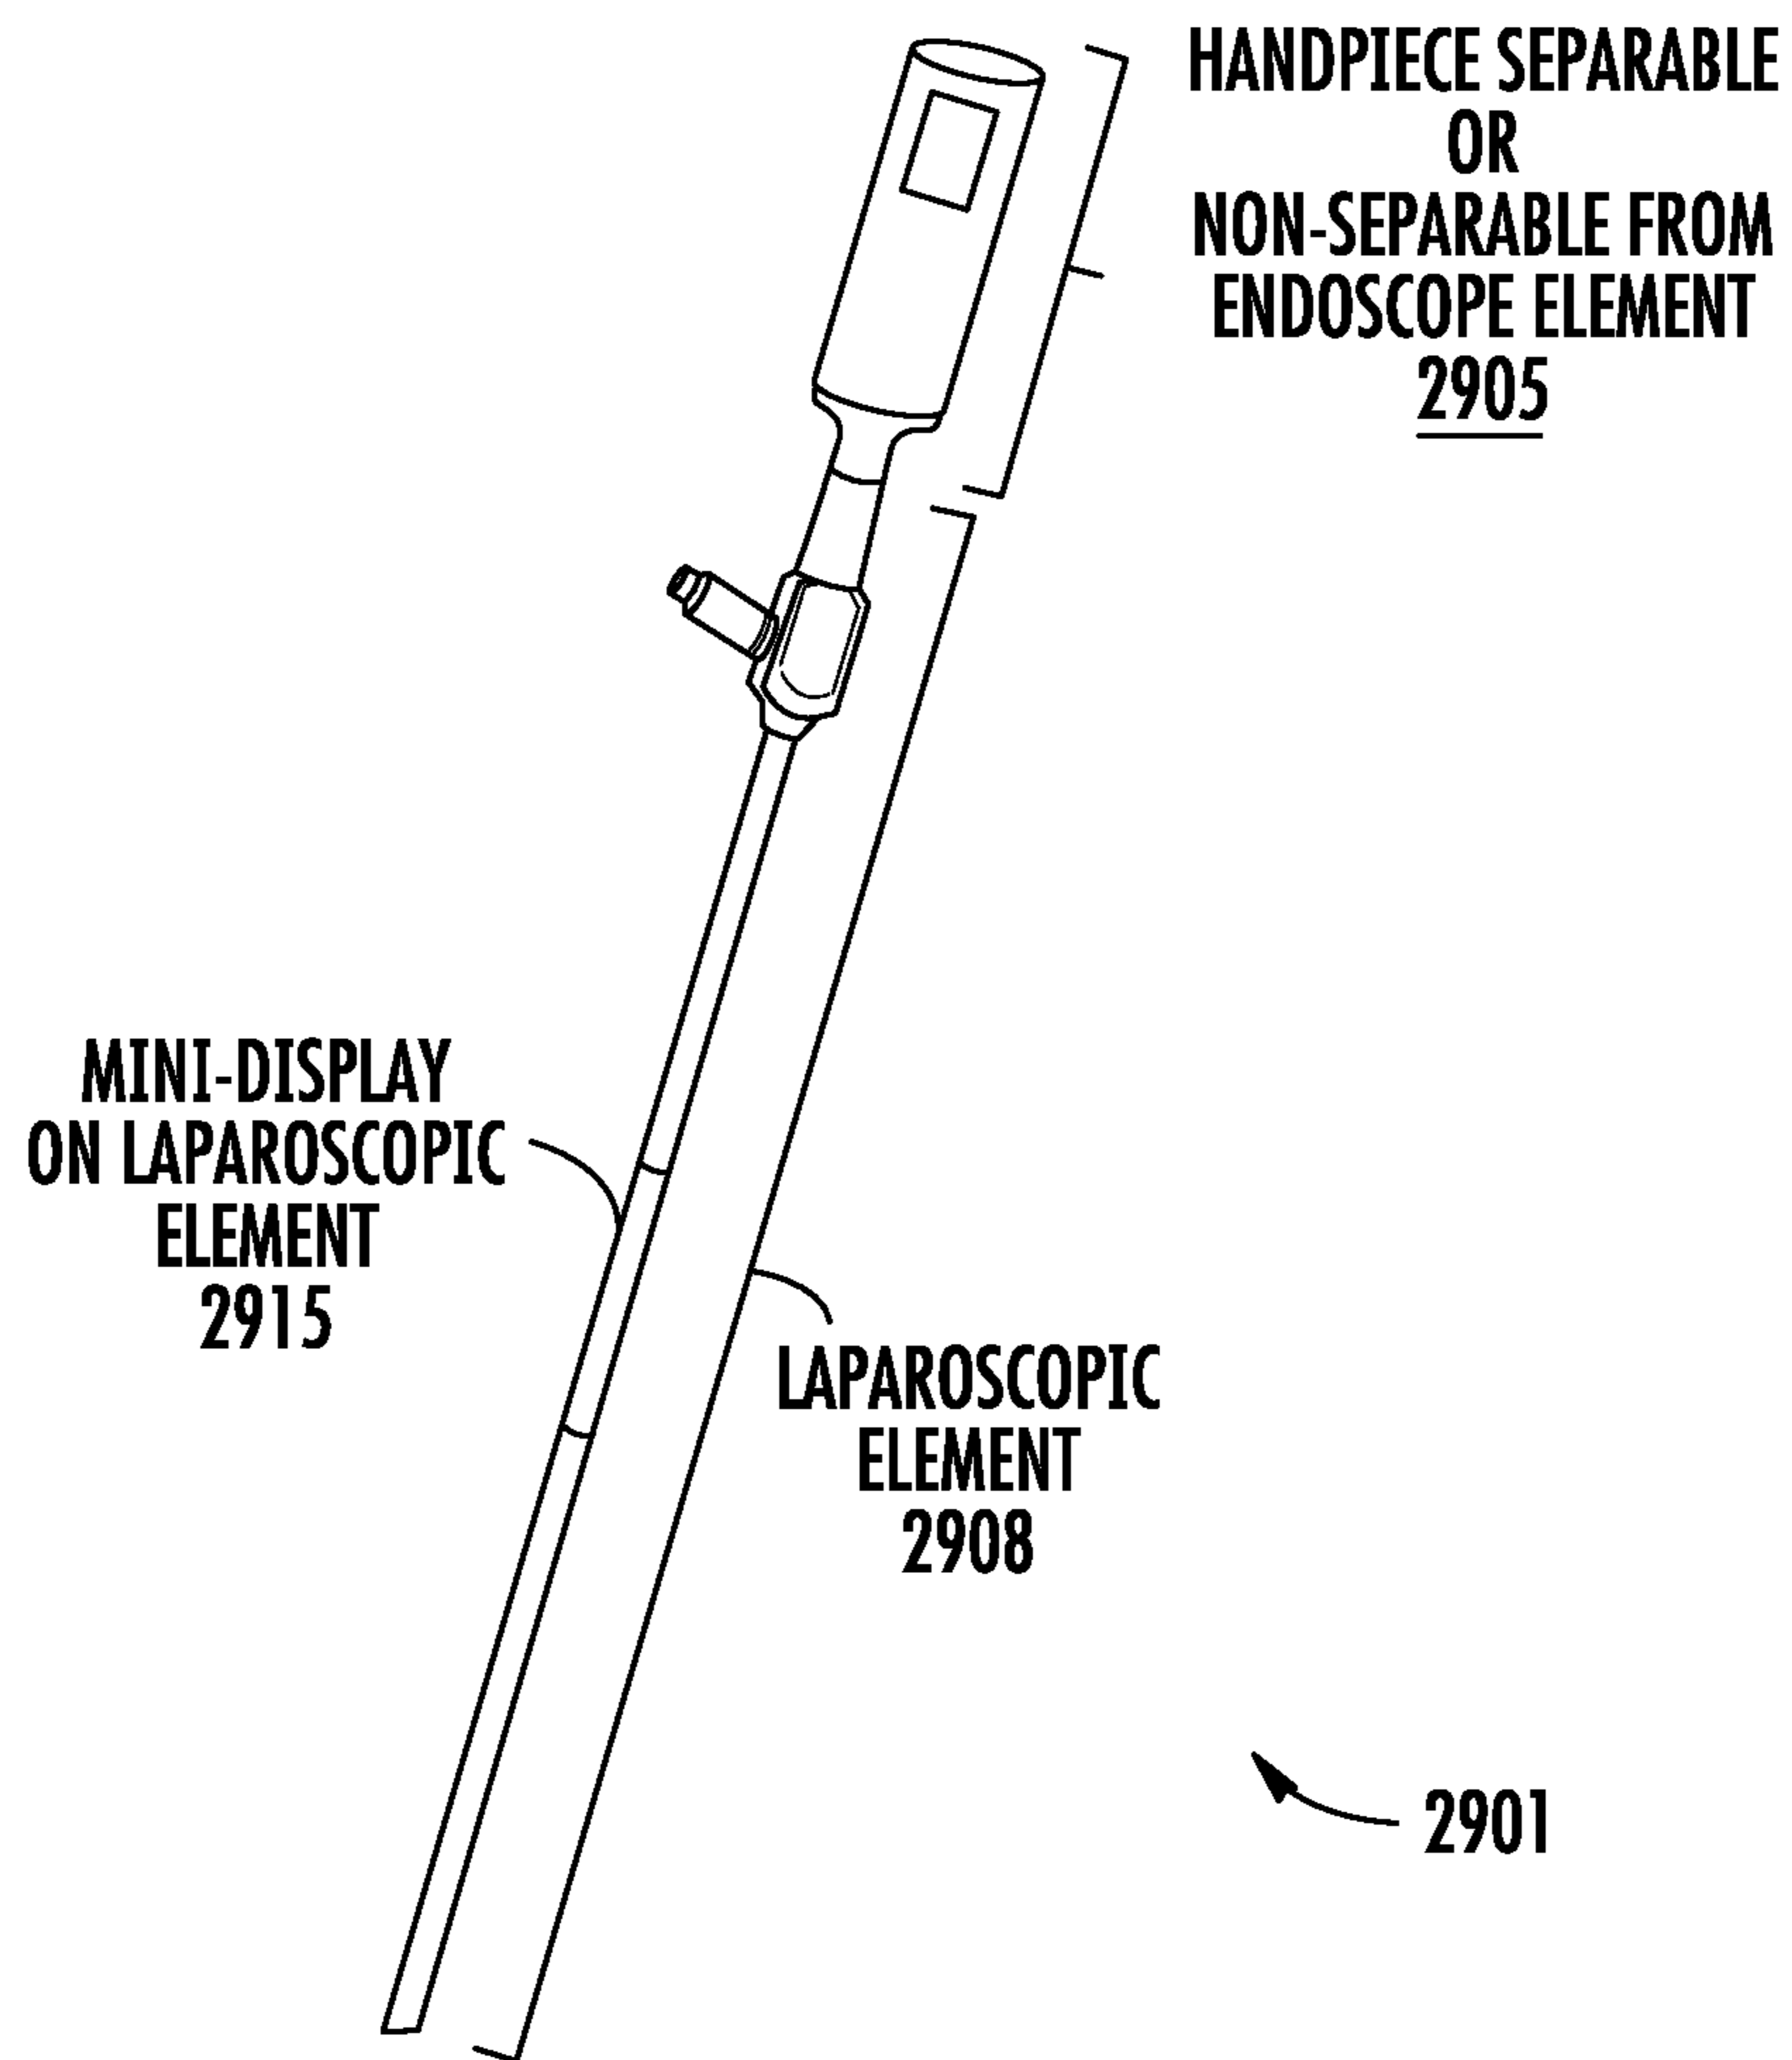 HANDPIECE SEPARABLE
OR
NON-SEPARABLE FROM
ENDOSCOPE ELEMENT
2905
MINI-DISPLAY
ON LAPAROSCOPIC
ELEMENT
2915
LAPAROSCOPIC
ELEMENT
2908
2901